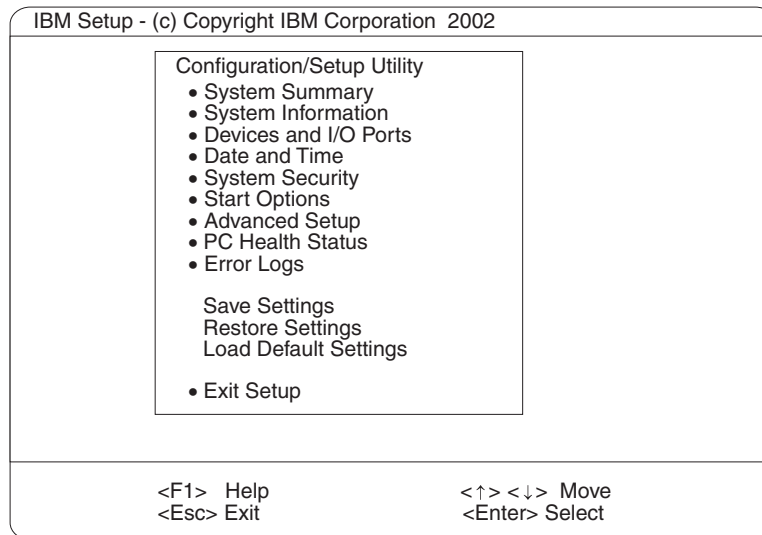 IBM Setup - (c) Copyright IBM Corporation 2002
Configuration/Setup Utility
• System Summary
• System Information
• Devices and I/O Ports
• Date and Time
• System Security
• Start Options
• Advanced Setup
• PC Health Status
• Error Logs
Save Settings
Restore Settings
Load Default Settings
• Exit Setup
<F1> Help <↑> <↓> Move
<Esc> Exit <Enter> Select